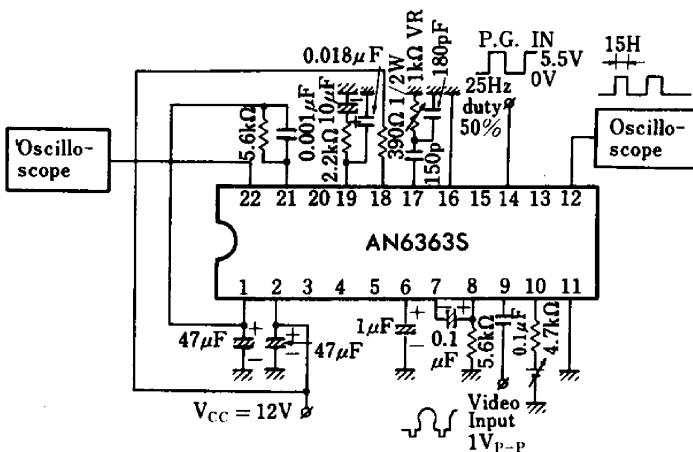 P.G. IN
5.5V
0V
25Hz
duty
50%
15H
0.018μF
180pF
1kΩ VR
390Ω 1/2W
150p
10μF
2.2kΩ
0.001μF
5.6kΩ
'Oscillo-
scope
Oscillo-
scope
22 21 20 19 18 17 16 15 14 13 12
AN6363S
1 2 3 4 5 6 7 8 9 10 11
+
−
47μF
+
−
47μF
1μF
+
−
−
+
0.1
μF
5.6kΩ
0.1μF
4.7kΩ
VCC = 12V
Video
Input
1VP-P